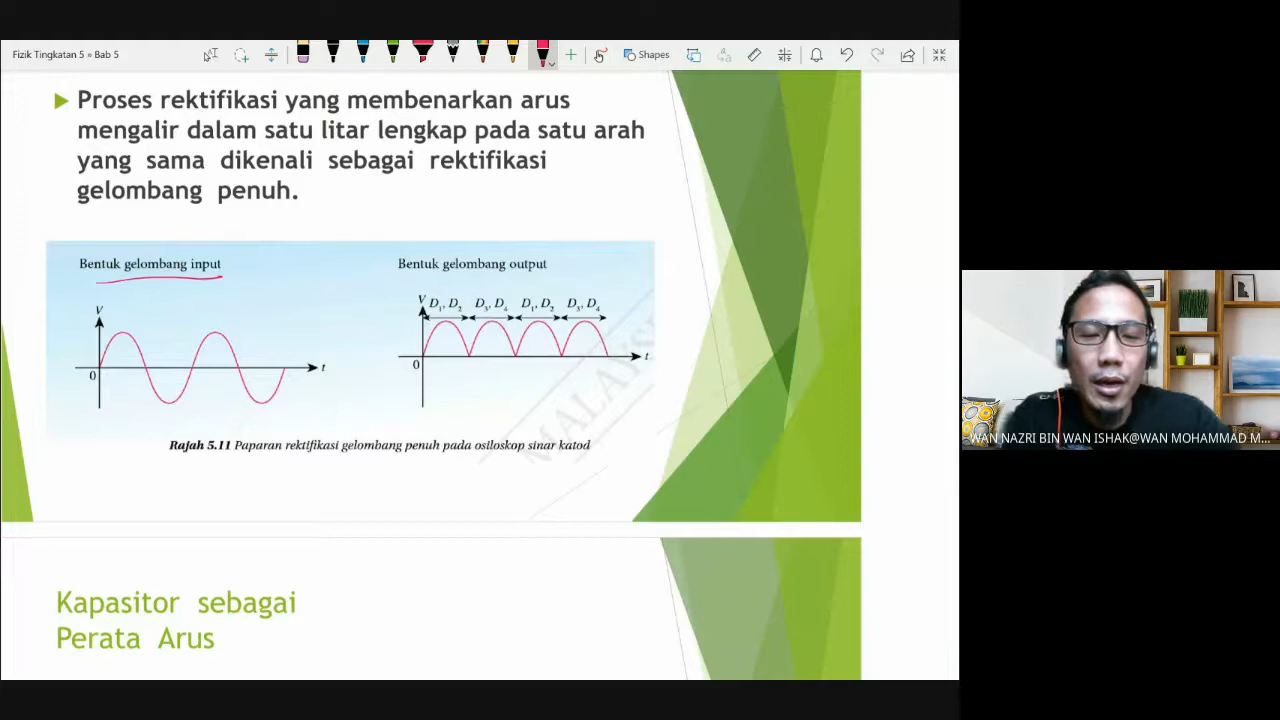 Fizik Tingkatan 5 » Bab 5
Shapes
Proses rektifikasi yang membenarkan arus
mengalir dalam satu litar lengkap pada satu arah
yang sama dikenali sebagai rektifikasi
gelombang penuh.
Bentuk gelombang input
V
0
t
Bentuk gelombang output
V D₁, D₂ D₃, D₄ D₁, D₂ D₃, D₄
0
t
Rajah 5.11 Paparan rektifikasi gelombang penuh pada osiloskop sinar katod
MALAYS
Kapasitor sebagai
Perata Arus
WAN NAZRI BIN WAN ISHAK@WAN MOHAMMAD M...